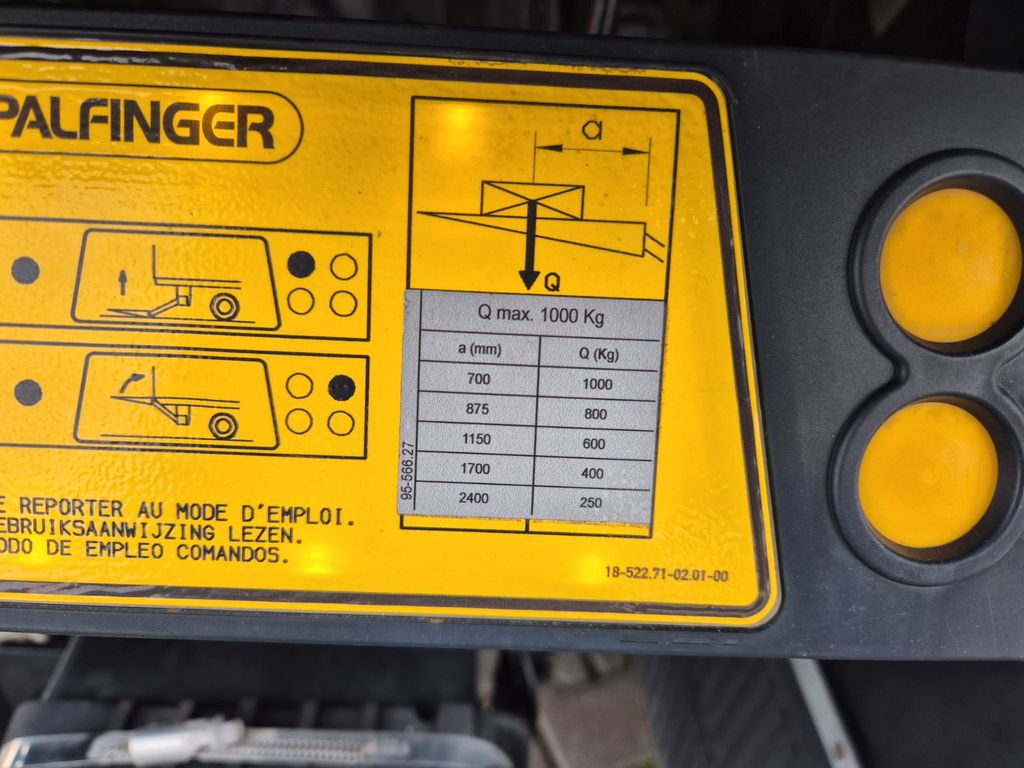 PALFINGER
a
Q
Q max. 1000 Kg
a (mm) Q (Kg)
700 1000
875 800
1150 600
1700 400
2400 250
95-566.27
REPORTER AU MODE D'EMPLOI.
EBRUIKSAANWIJZING LEZEN.
ODO DE EMPLEO COMANDOS.
18-522.71-02.01-00